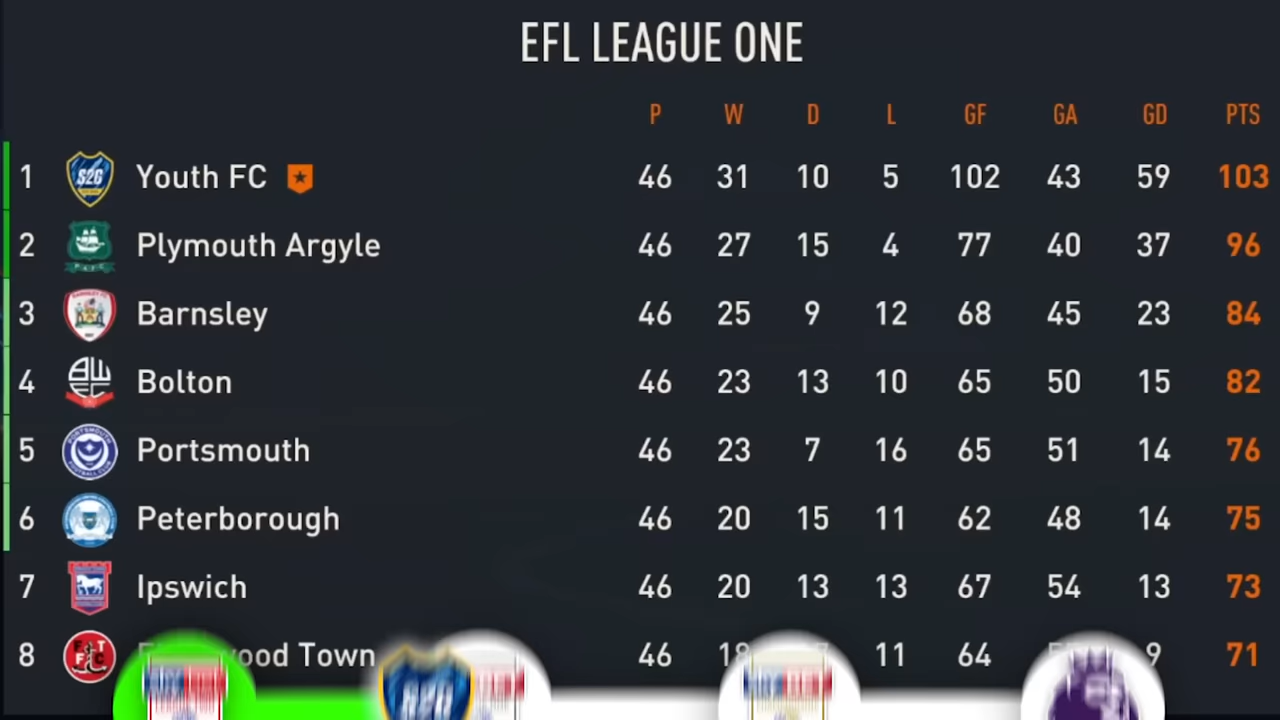 EFL LEAGUE ONE
P W D L GF GA GD PTS
1 S2G Youth FC 46 31 10 5 102 43 59 103
2 Plymouth Argyle 46 27 15 4 77 40 37 96
3 Barnsley 46 25 9 12 68 45 23 84
4 Bolton 46 23 13 10 65 50 15 82
5 Portsmouth 46 23 7 16 65 51 14 76
6 Peterborough 46 20 15 11 62 48 14 75
7 Ipswich 46 20 13 13 67 54 13 73
8 Town 46 11 64 9 71
S2G